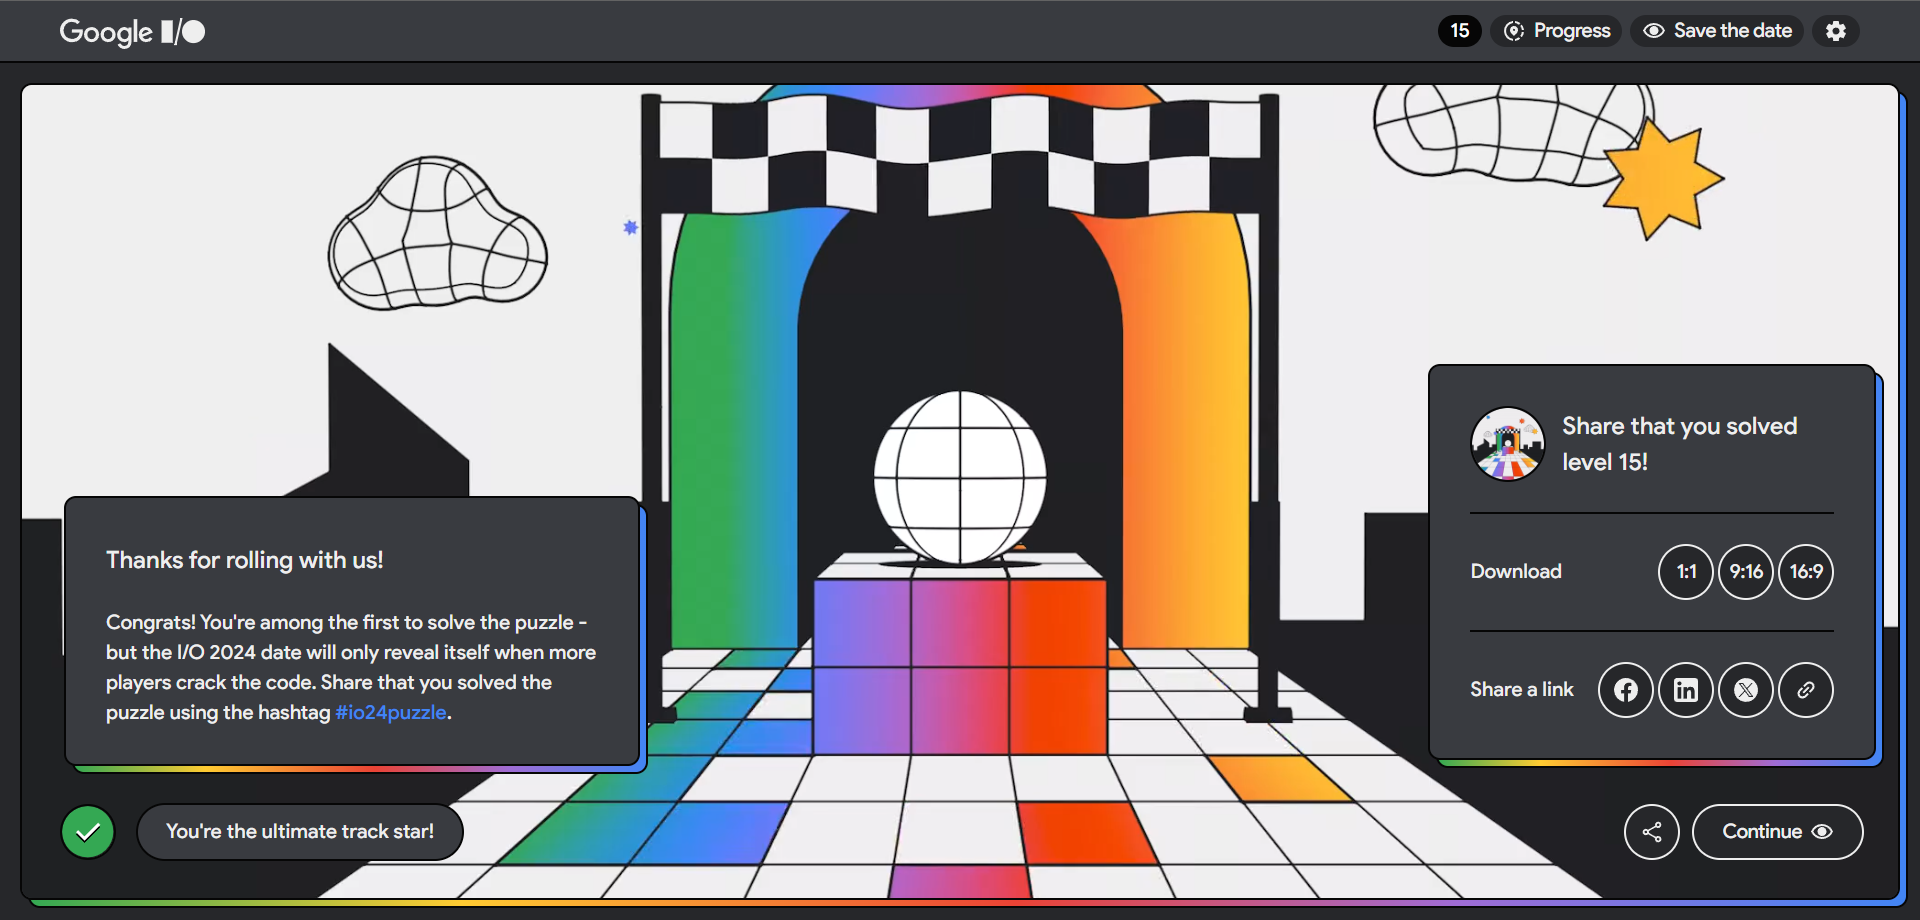 Google I/O
15
Progress
Save the date
Thanks for rolling with us!
Congrats! You're among the first to solve the puzzle -
but the I/O 2024 date will only reveal itself when more
players crack the code. Share that you solved the
puzzle using the hashtag #io24puzzle.
You're the ultimate track star!
Share that you solved
level 15!
Download
1:1
9:16
16:9
Share a link
Continue